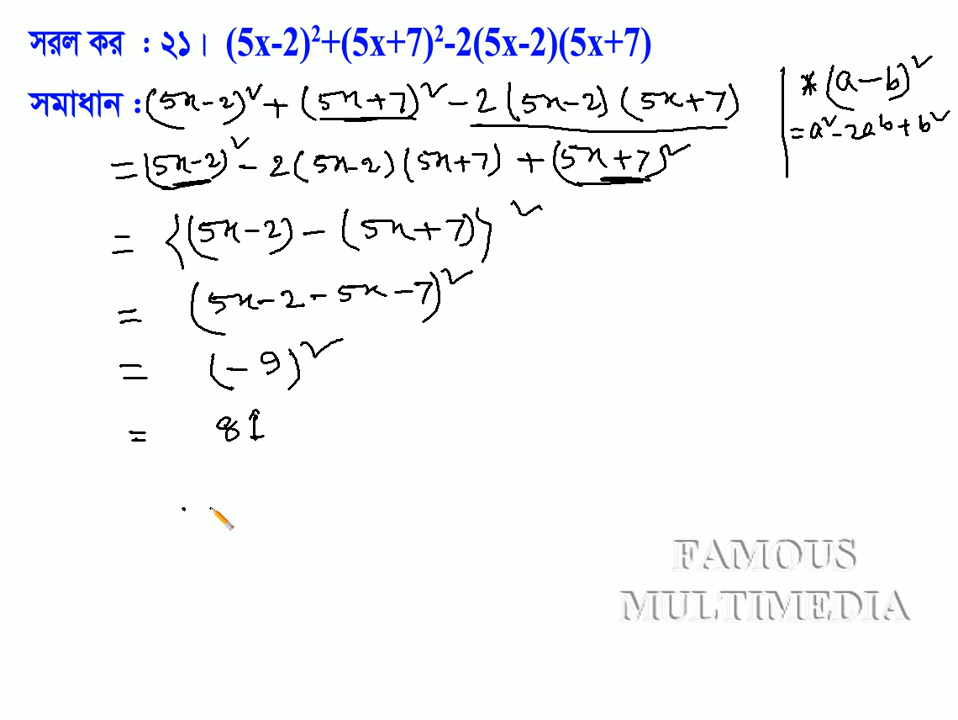 সরল কর : ২১। (5x-2)²+(5x+7)²-2(5x-2)(5x+7)
সমাধান : (5x-2)² + (5x+7)² - 2(5x-2)(5x+7)
= (5x-2)² - 2(5x-2)(5x+7) + (5x+7)²
= {(5x-2) - (5x+7)}²
= (5x-2-5x-7)²
= (-9)²
= 81
*(a-b)²
= a²-2ab+b²
FAMOUS
MULTIMEDIA